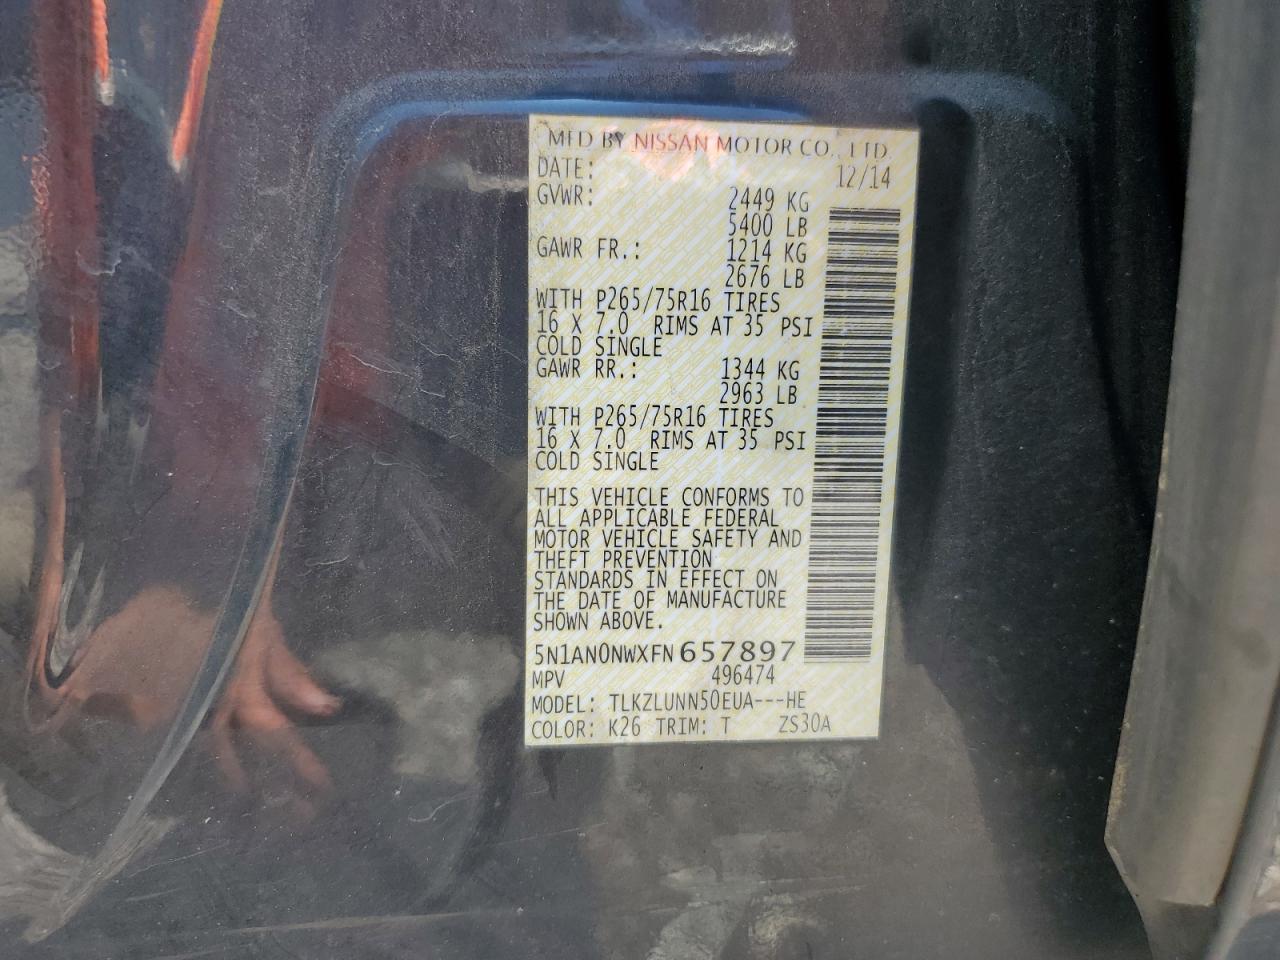 MFD BY NISSAN MOTOR CO., LTD.
DATE: 12/14
GVWR: 2449 KG
5400 LB
GAWR FR.: 1214 KG
2676 LB
WITH P265/75R16 TIRES
16 X 7.0 RIMS AT 35 PSI
COLD SINGLE
GAWR RR.: 1344 KG
2963 LB
WITH P265/75R16 TIRES
16 X 7.0 RIMS AT 35 PSI
COLD SINGLE
THIS VEHICLE CONFORMS TO
ALL APPLICABLE FEDERAL
MOTOR VEHICLE SAFETY AND
THEFT PREVENTION
STANDARDS IN EFFECT ON
THE DATE OF MANUFACTURE
SHOWN ABOVE.
5N1AN0NWXFN657897
MPV 496474
MODEL: TLKZLUNN50EUA---HE
COLOR: K26 TRIM: T ZS30A